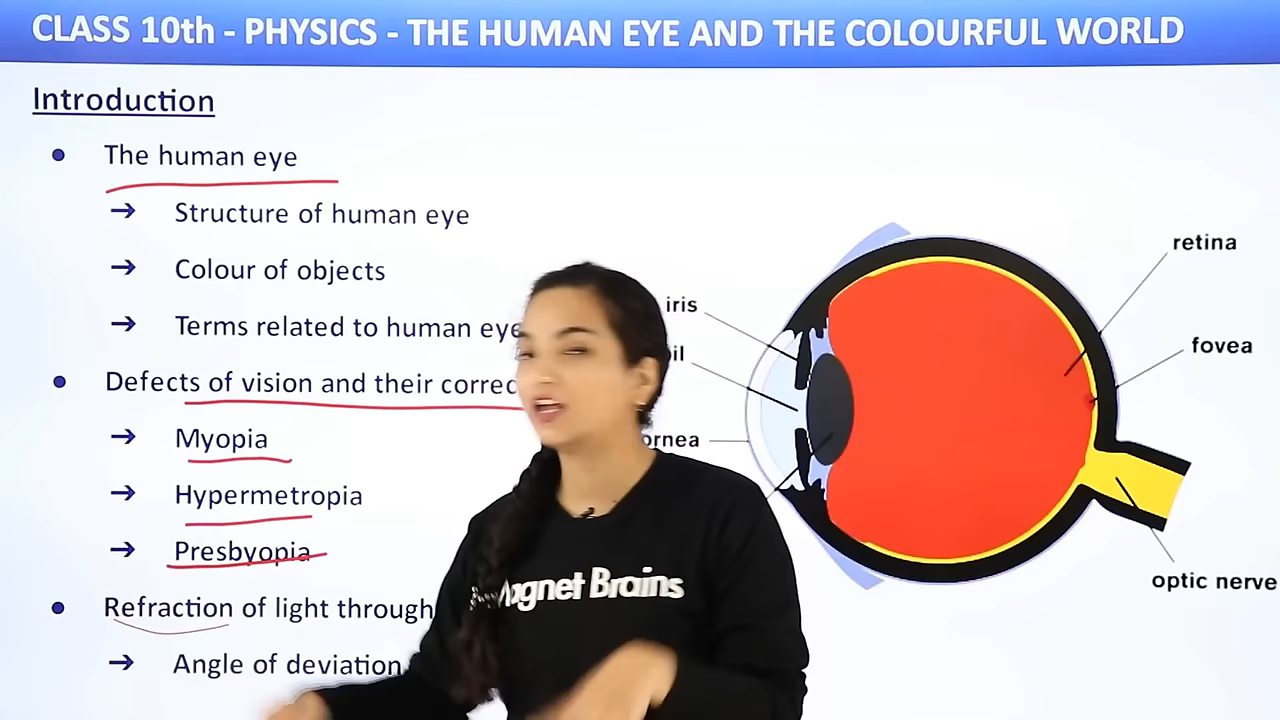 CLASS 10th - PHYSICS - THE HUMAN EYE AND THE COLOURFUL WORLD
Introduction
● The human eye
➔ Structure of human eye
➔ Colour of objects
➔ Terms related to human eye
● Defects of vision and their correc
➔ Myopia
➔ Hypermetropia
➔ Presbyopia
● Refraction of light through
➔ Angle of deviation
retina
iris
fovea
il
ornea
optic nerve
Magnet Brains